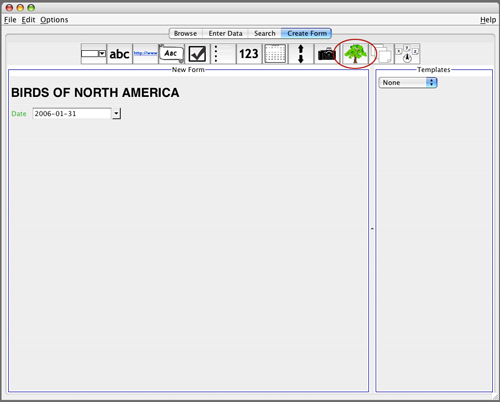 File Edit Options Help
Browse Enter Data Search Create Form
abc http://www Abc 123
New Form Templates
BIRDS OF NORTH AMERICA None
Date 2006-01-31